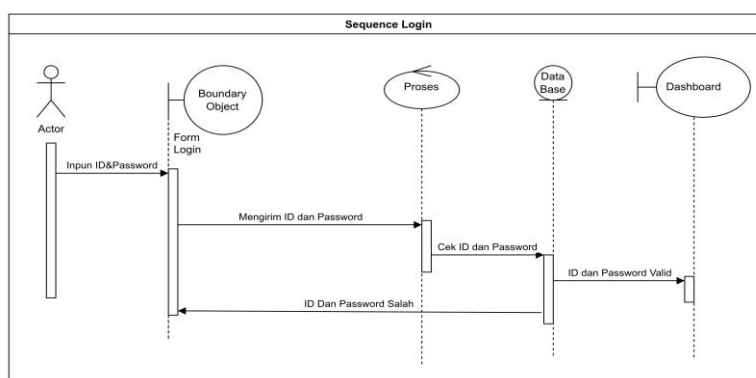 Sequence Login
Actor
Boundary
Object
Form
Login
Proses
Data
Base
Dashboard
Inpun ID&Password
Mengirim ID dan Password
Cek ID dan Password
ID dan Password Valid
ID Dan Password Salah